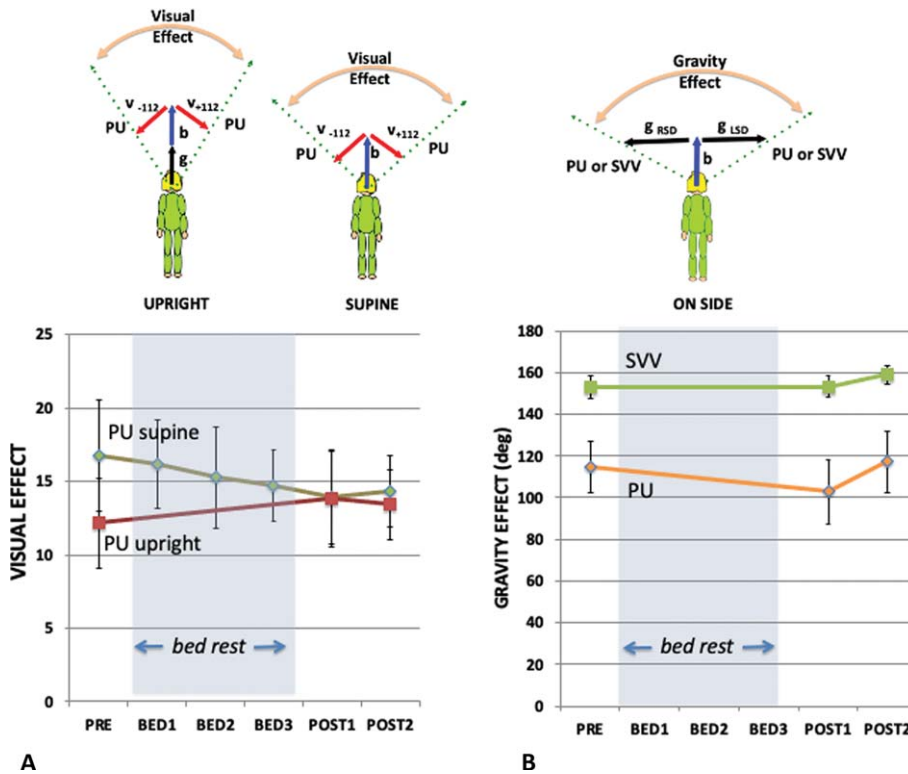 Visual
Effect
v -112
v+112
PU
PU
b
g
UPRIGHT
Visual
Effect
v -112
v+112
PU
PU
b
SUPINE
Gravity
Effect
g RSD
g LSD
PU or SVV
PU or SVV
b
ON SIDE
VISUAL EFFECT
25
20
15
10
5
0
PU supine
PU upright
bed rest
PRE BED1 BED2 BED3 POST1 POST2
A
GRAVITY EFFECT (deg)
180
160
140
120
100
80
60
40
20
0
SVV
PU
bed rest
PRE BED1 BED2 BED3 POST1 POST2
B